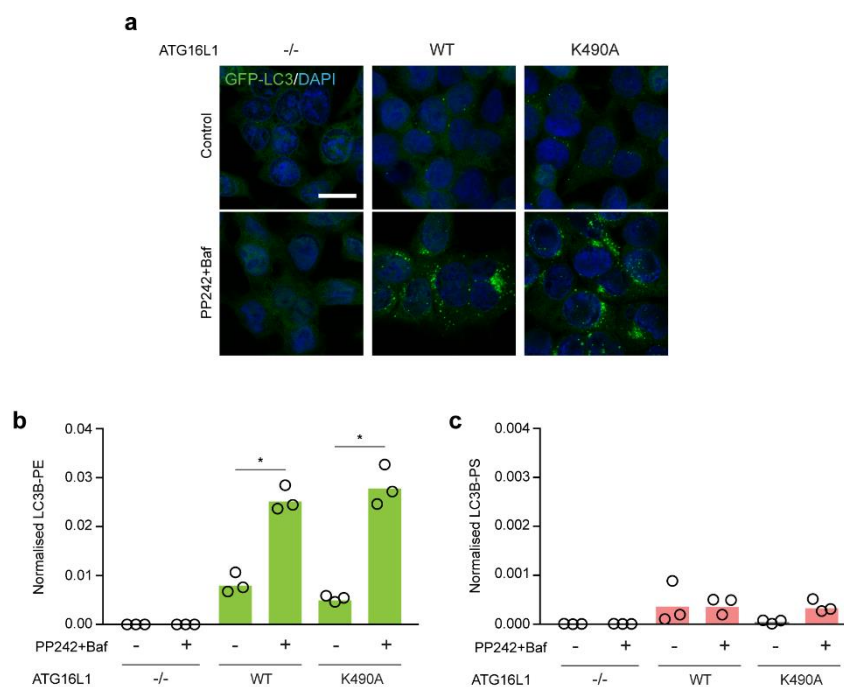 a
ATG16L1 -/- WT K490A
GFP-LC3/DAPI
Control
PP242+Baf
b
Normalised LC3B-PE
0.04
0.03
0.02
0.01
0.00
* *
PP242+Baf - + - + - +
ATG16L1 -/- WT K490A
c
Normalised LC3B-PS
0.004
0.003
0.002
0.001
0.000
PP242+Baf - + - + - +
ATG16L1 -/- WT K490A